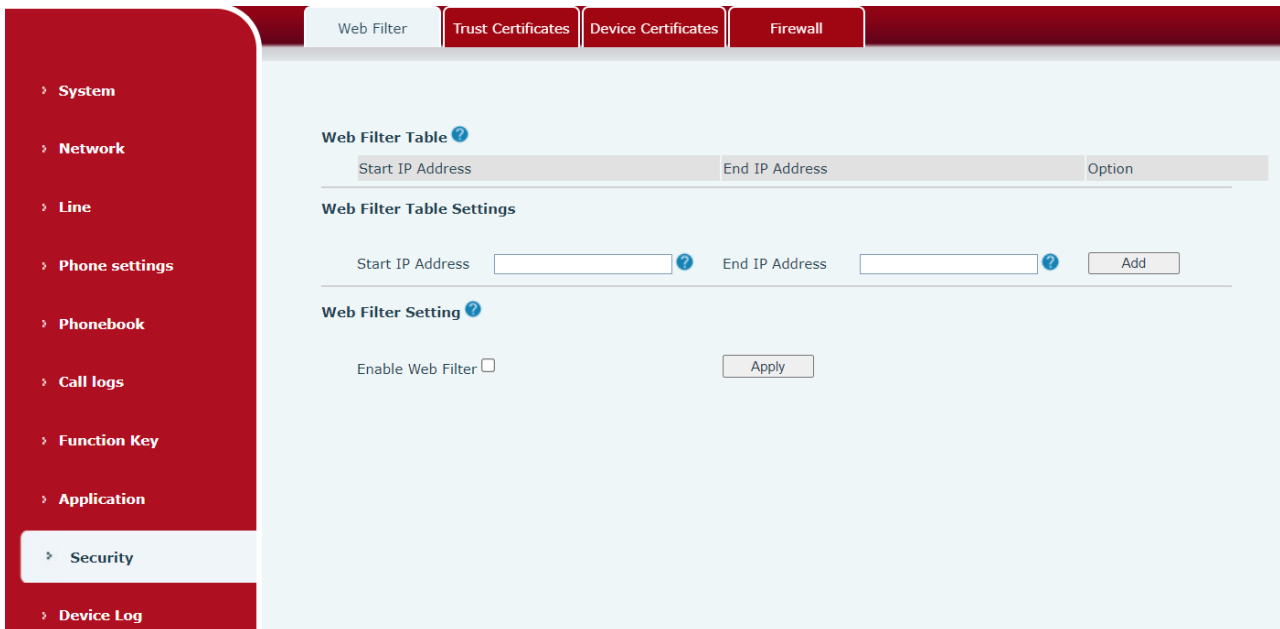 Web Filter Trust Certificates Device Certificates Firewall
System
Network
Line
Phone settings
Phonebook
Call logs
Function Key
Application
Security
Device Log
Web Filter Table ?
Start IP Address End IP Address Option
Web Filter Table Settings
Start IP Address ? End IP Address ? Add
Web Filter Setting ?
Enable Web Filter Apply